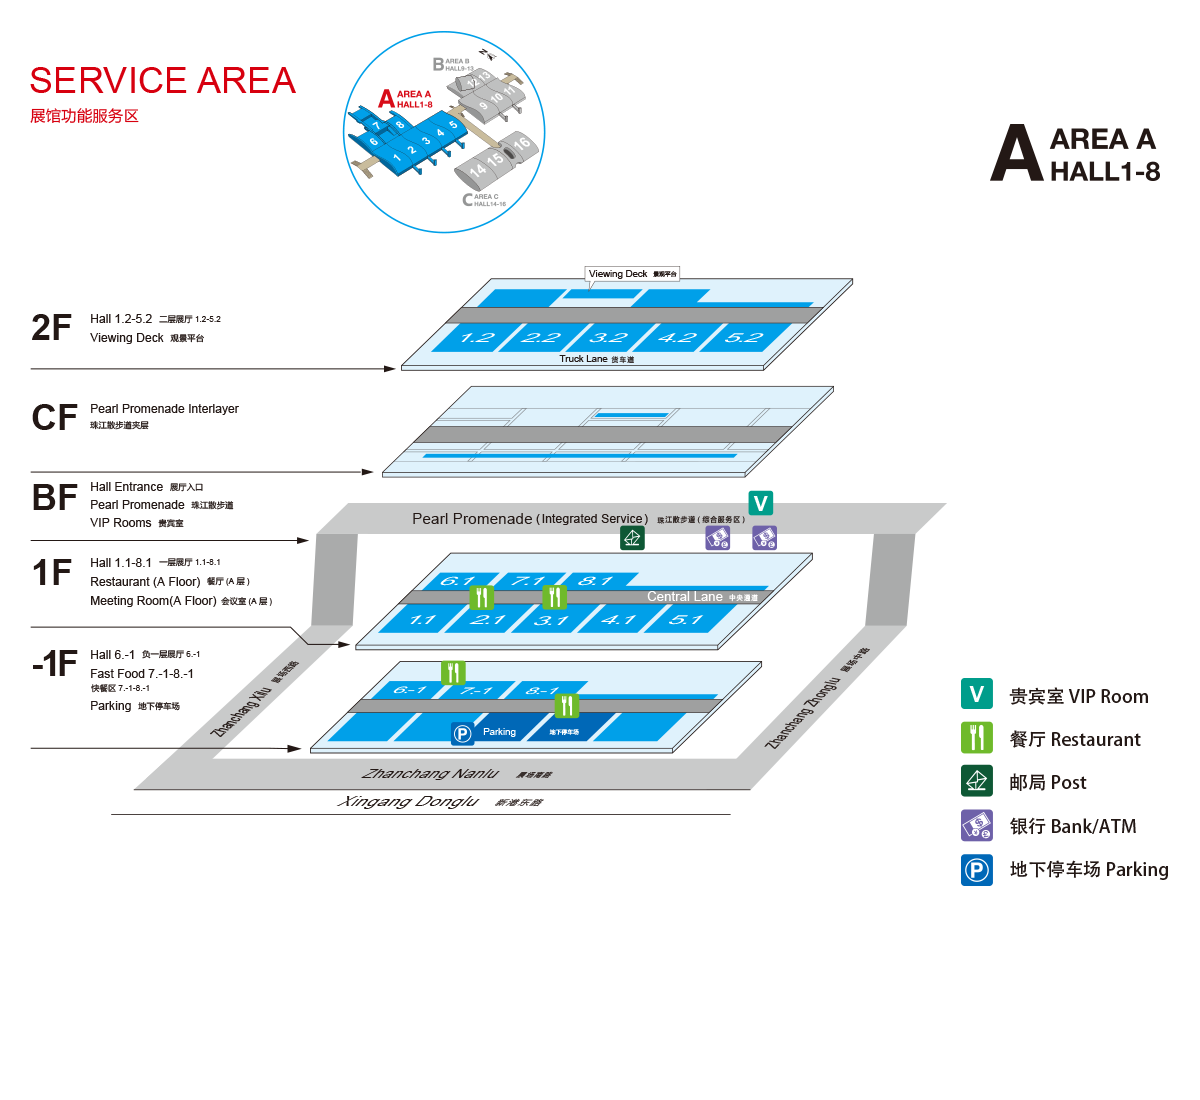 SERVICE AREA
展馆功能服务区
N
B AREA B
HALL9-13
A AREA A
HALL1-8
C AREA C
HALL14-16
12 13
9 10 11
7 8
6
1 2 3 4 5
14 15 16
A AREA A
HALL1-8
2F
Hall 1.2-5.2 二层展厅 1.2-5.2
Viewing Deck 观景平台
Viewing Deck 景观平台
1.2 2.2 3.2 4.2 5.2
Truck Lane 货车道
CF
Pearl Promenade Interlayer
珠江散步道夹层
BF
Hall Entrance 展厅入口
Pearl Promenade 珠江散步道
VIP Rooms 贵宾室
V
Pearl Promenade (Integrated Service) 珠江散步道 ( 综合服务区 )
1F
Hall 1.1-8.1 一层展厅 1.1-8.1
Restaurant (A Floor) 餐厅 (A 层 )
Meeting Room(A Floor) 会议室 (A 层 )
6.1 7.1 8.1
Central Lane 中央通道
1.1 2.1 3.1 4.1 5.1
-1F
Hall 6.-1 负一层展厅 6.-1
Fast Food 7.-1-8.-1
快餐区 7.-1-8.-1
Parking 地下停车场
6.-1 7.-1 8.-1
P Parking 地下停车场
Zhanchang Xilu 展场西路
Zhanchang Zhonglu 展场中路
Zhanchang Nanlu 展场南路
Xingang Donglu 新港东路
V 贵宾室 VIP Room
餐厅 Restaurant
邮局 Post
银行 Bank/ATM
P 地下停车场 Parking